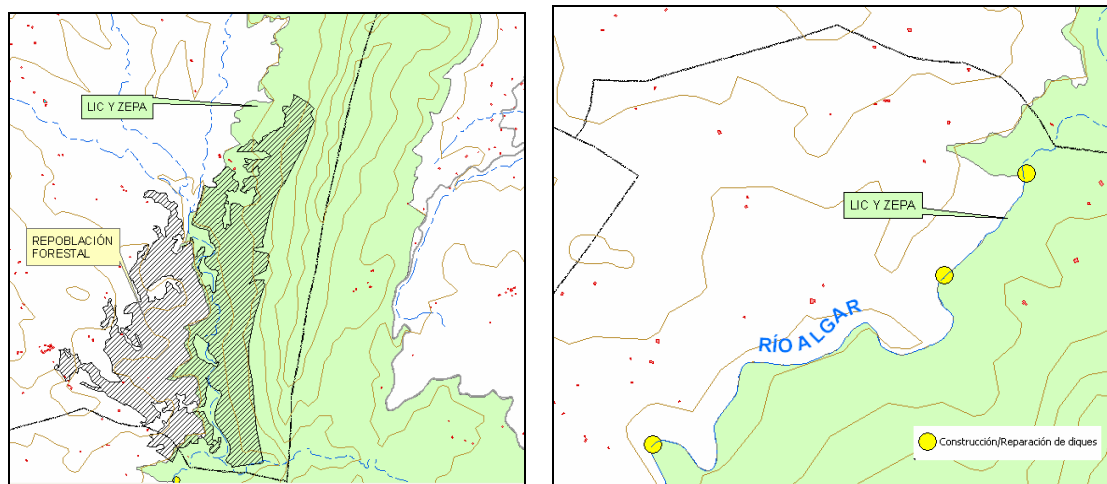 LIC Y ZEPA
REPOBLACIÓN
FORESTAL
LIC Y ZEPA
RÍO ALGAR
Construcción/Reparación de diques